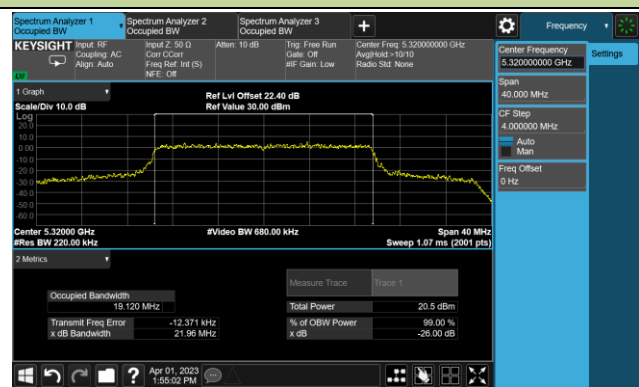 Spectrum Analyzer 1
Occupied BW
Spectrum Analyzer 2
Occupied BW
Spectrum Analyzer 3
Occupied BW
+
Frequency
KEYSIGHT
Input: RF
Coupling: AC
Align: Auto
Input Z: 50 Ω
Corr CCorr
Freq Ref: Int (S)
NFE: Off
Atten: 10 dB
Trig: Free Run
Gate: Off
#IF Gain: Low
Center Freq: 5.320000000 GHz
Avg|Hold:>10/10
Radio Std: None
LW
Center Frequency
5.320000000 GHz
Settings
Span
40.000 MHz
CF Step
4.000000 MHz
Auto
Man
Freq Offset
0 Hz
1 Graph
Scale/Div 10.0 dB
Ref Lvl Offset 22.40 dB
Ref Value 30.00 dBm
Log
20.0
10.0
0.00
-10.0
-20.0
-30.0
-40.0
-50.0
-60.0
Center 5.32000 GHz
#Res BW 220.00 kHz
#Video BW 680.00 kHz
Span 40 MHz
Sweep 1.07 ms (2001 pts)
2 Metrics
Measure Trace
Trace 1
Occupied Bandwidth
19.120 MHz
Total Power
20.5 dBm
Transmit Freq Error
-12.371 kHz
% of OBW Power
99.00 %
x dB Bandwidth
21.96 MHz
x dB
-26.00 dB
?
Apr 01, 2023
1:55:02 PM